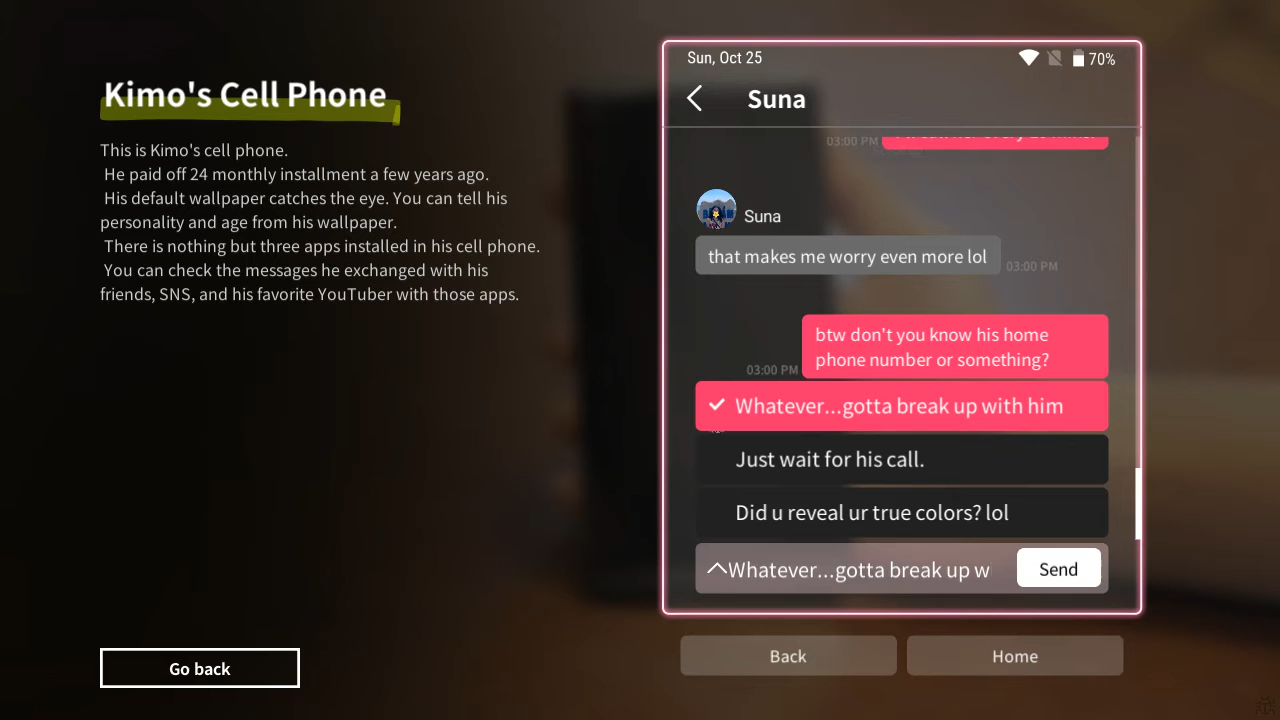 Kimo's Cell Phone
This is Kimo's cell phone.
He paid off 24 monthly installment a few years ago.
His default wallpaper catches the eye. You can tell his
personality and age from his wallpaper.
There is nothing but three apps installed in his cell phone.
You can check the messages he exchanged with his
friends, SNS, and his favorite YouTuber with those apps.
Go back
Sun, Oct 25
70%
Suna
03:00 PM
Suna
that makes me worry even more lol
03:00 PM
btw don't you know his home
phone number or something?
03:00 PM
Whatever...gotta break up with him
Just wait for his call.
Did u reveal ur true colors? lol
Whatever...gotta break up w
Send
Back
Home